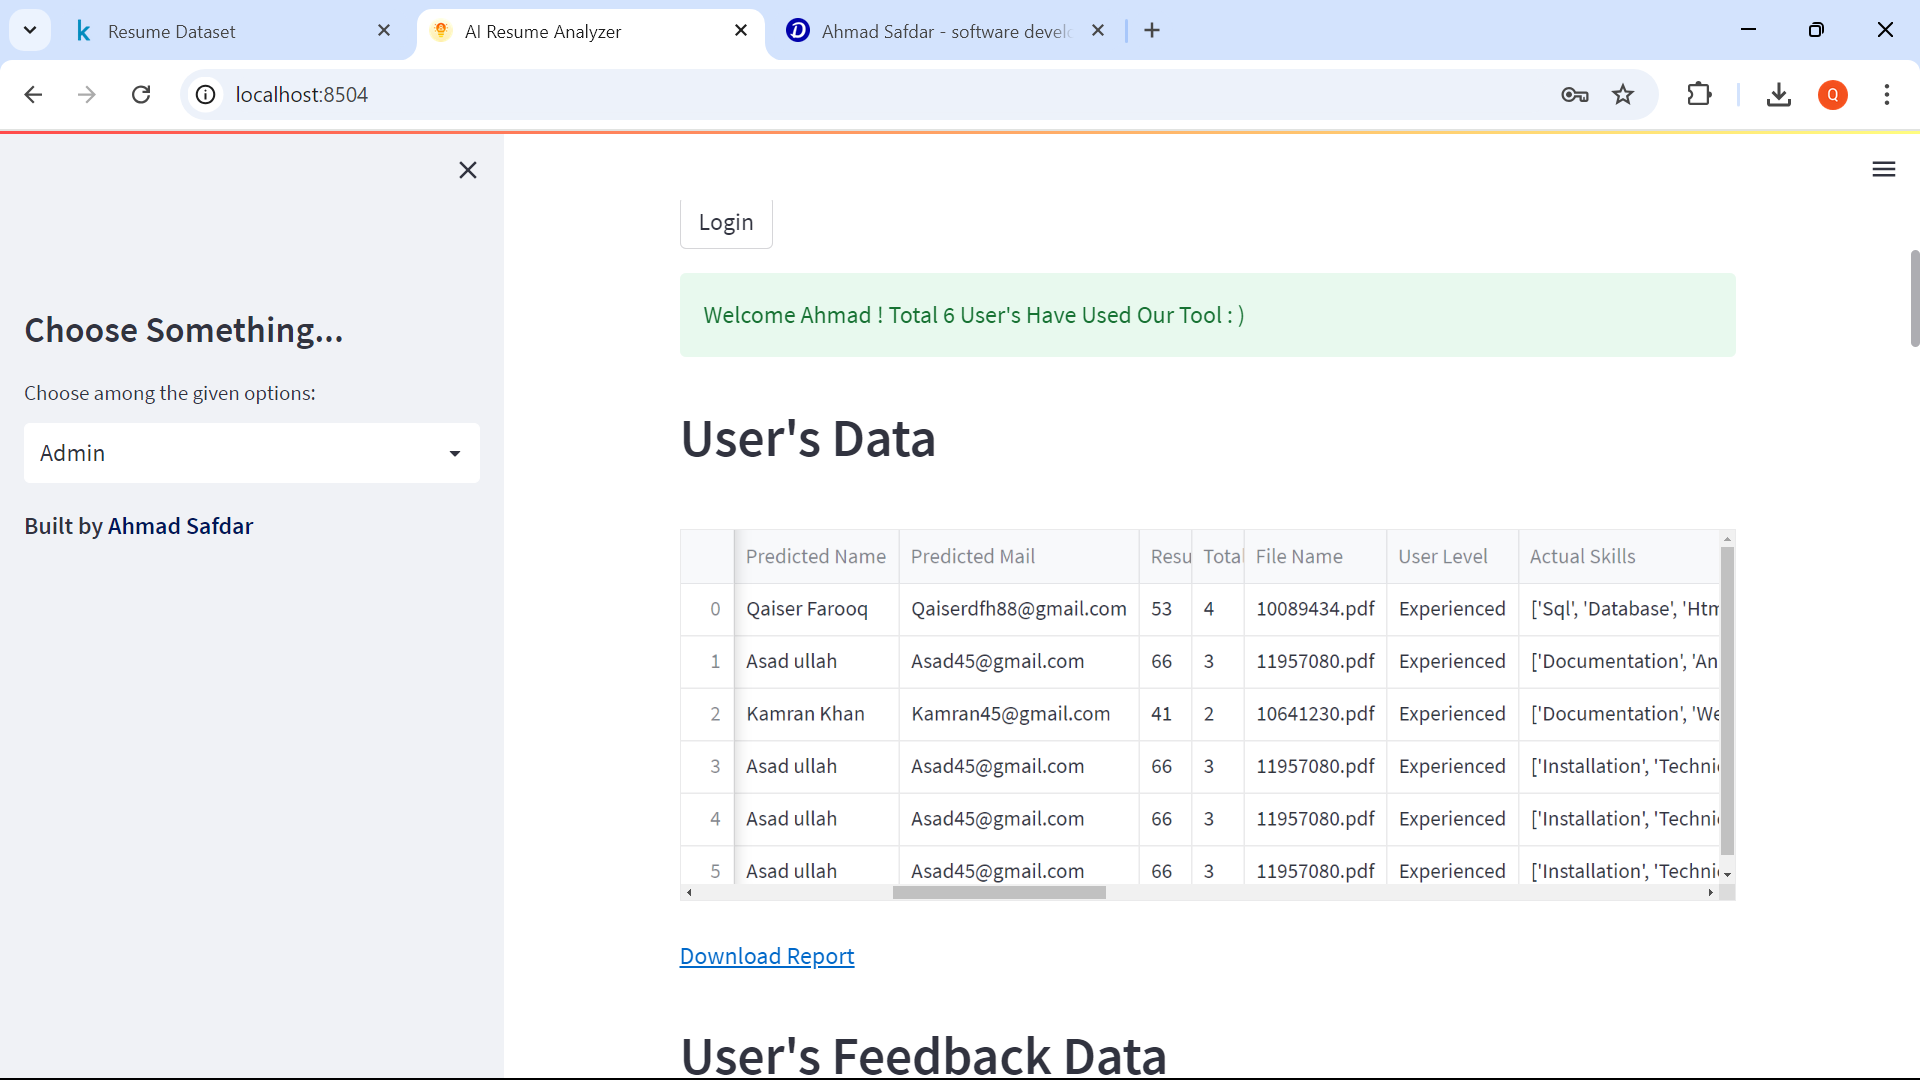 Resume Dataset
AI Resume Analyzer
Ahmad Safdar - software devel
localhost:8504
Q
Choose Something...
Choose among the given options:
Admin
Built by Ahmad Safdar
Login
Welcome Ahmad ! Total 6 User's Have Used Our Tool : )
User's Data
Predicted Name Predicted Mail Resu Total File Name User Level Actual Skills
0 Qaiser Farooq Qaiserdfh88@gmail.com 53 4 10089434.pdf Experienced ['Sql', 'Database', 'Htm
1 Asad ullah Asad45@gmail.com 66 3 11957080.pdf Experienced ['Documentation', 'An
2 Kamran Khan Kamran45@gmail.com 41 2 10641230.pdf Experienced ['Documentation', 'We
3 Asad ullah Asad45@gmail.com 66 3 11957080.pdf Experienced ['Installation', 'Techni
4 Asad ullah Asad45@gmail.com 66 3 11957080.pdf Experienced ['Installation', 'Techni
5 Asad ullah Asad45@gmail.com 66 3 11957080.pdf Experienced ['Installation', 'Techni
Download Report
User's Feedback Data